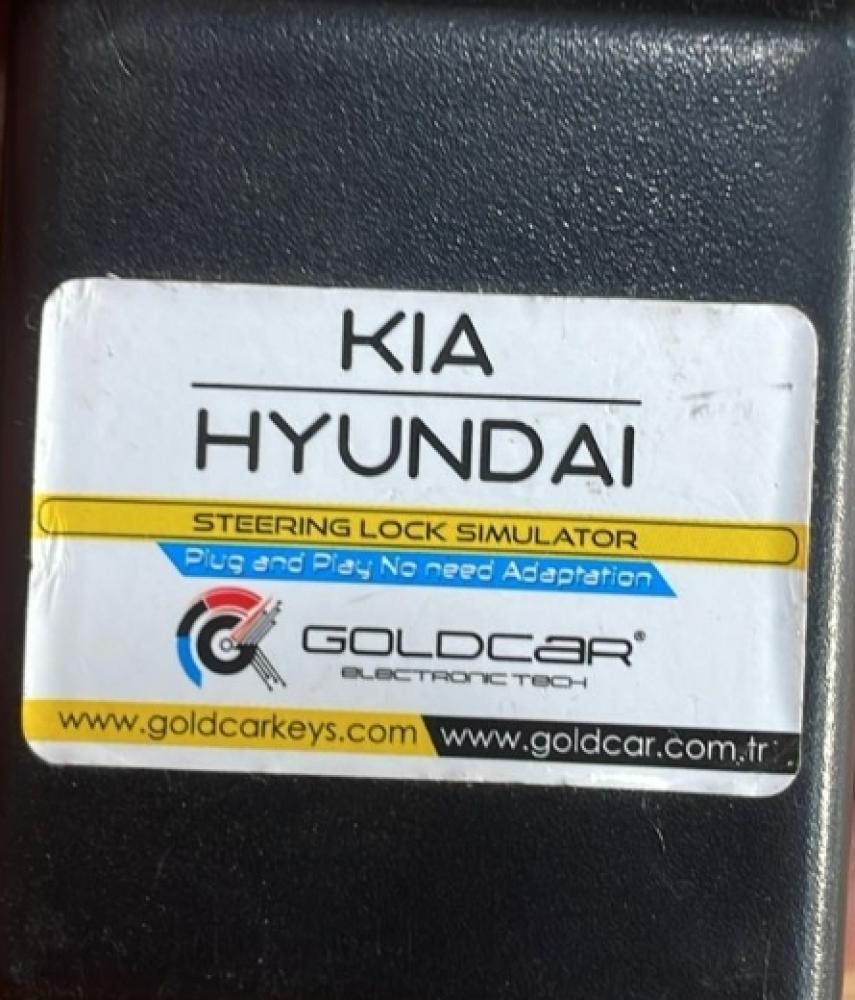 KIA
HYUNDAI
STEERING LOCK SIMULATOR
Plug and Play No need Adaptation
GOLDCAR®
ELECTRONIC TECH
www.goldcarkeys.com www.goldcar.com.tr